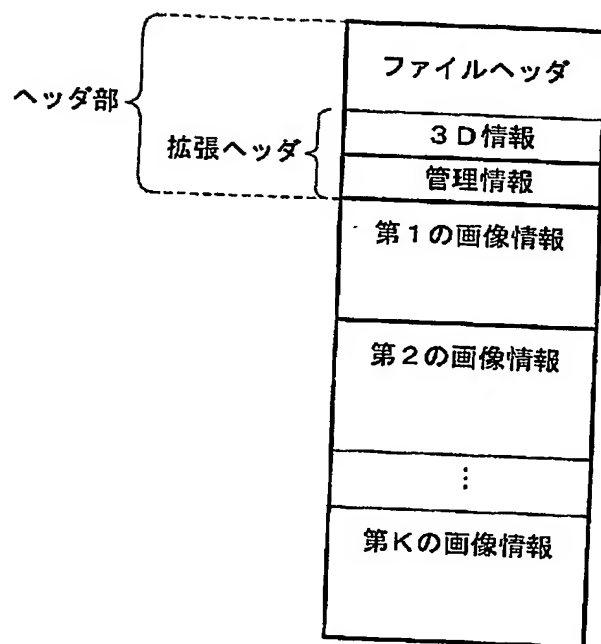 ファイルヘッダ
ヘッダ部
拡張ヘッダ
3D情報
管理情報
第1の画像情報
第2の画像情報
⋮
第Kの画像情報